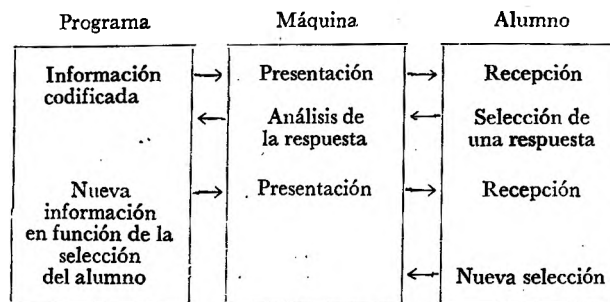 Programa Máquina Alumno
Información → Presentación → Recepción
codificada
← Análisis de ← Selección de
la respuesta una respuesta
Nueva → Presentación → Recepción
información
en función de la
selección
del alumno ← Nueva selección